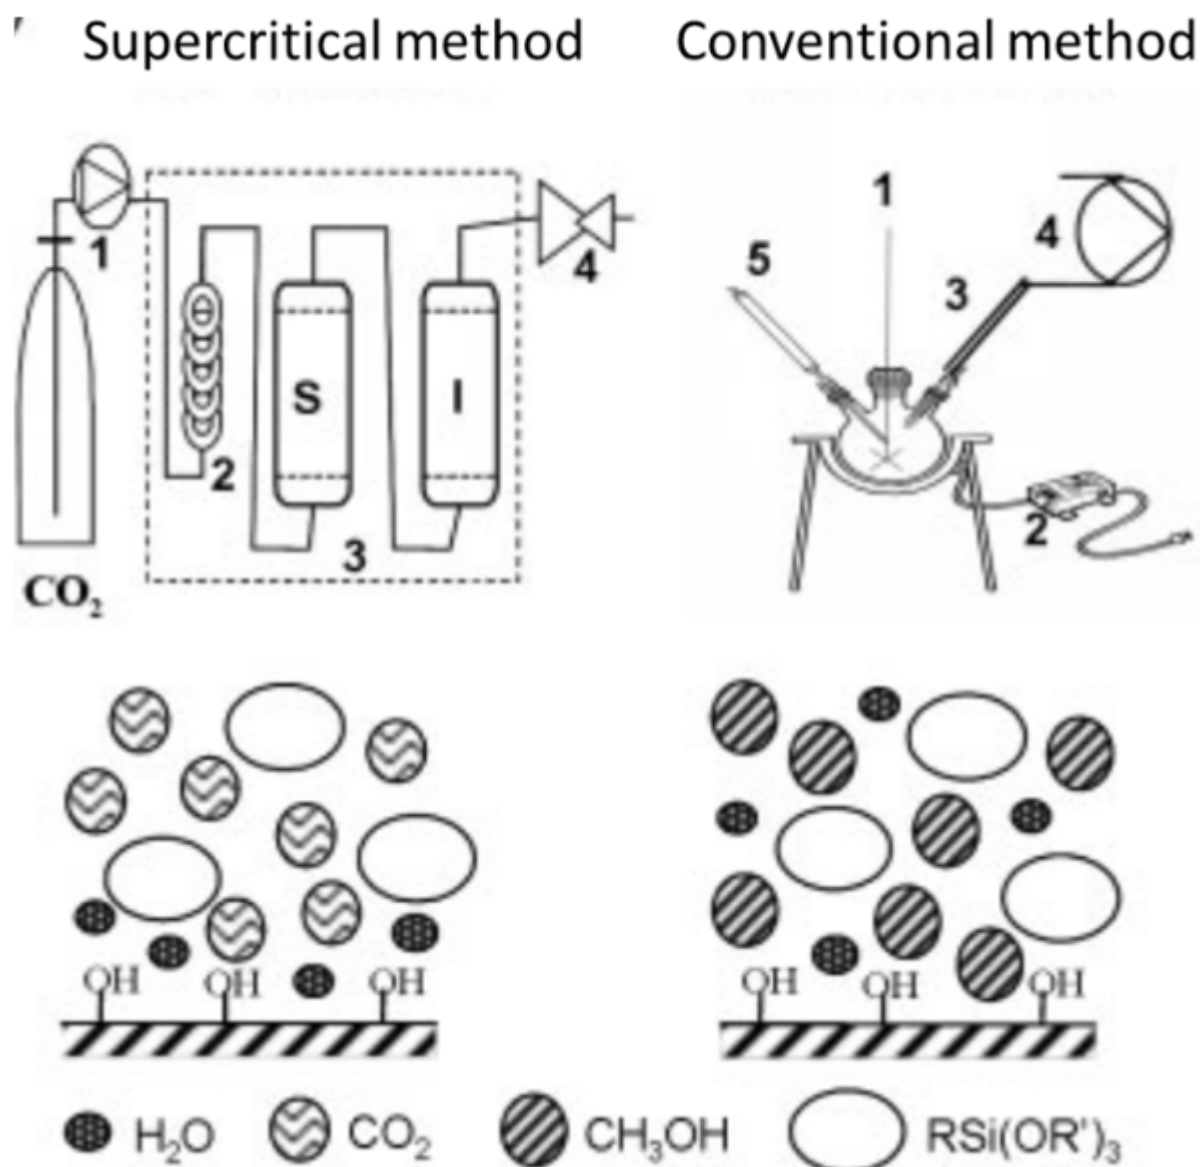 Supercritical method
Conventional method
1
2
S
I
3
4
CO₂
1
5
4
3
2
OH
OH
OH
OH
OH
OH
H₂O
CO₂
CH₃OH
RSi(OR')₃